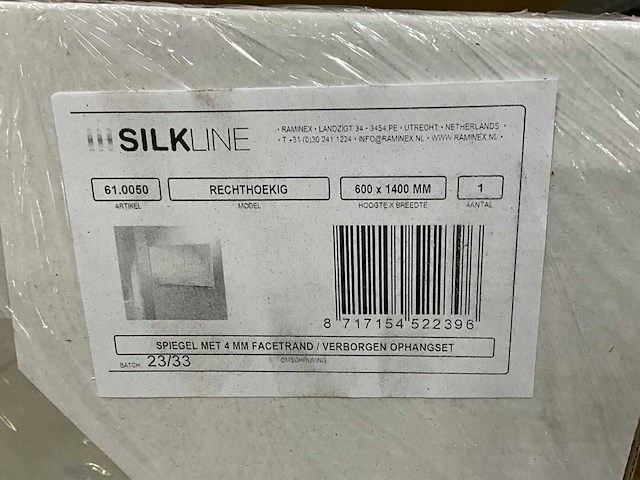 SILKLINE
• RAMINEX • LANDZIGT 34 • 3454 PE • UTRECHT • NETHERLANDS •
• T +31 (0)30 241 1224 • INFO@RAMINEX.NL • WWW.RAMINEX.NL •
61.0050 RECHTHOEKIG 600 x 1400 MM 1
ARTIKEL MODEL HOOGTE X BREEDTE AANTAL
8 717154 522396
SPIEGEL MET 4 MM FACETRAND / VERBORGEN OPHANGSET
BATCH 23/33 OMSCHRIJVING